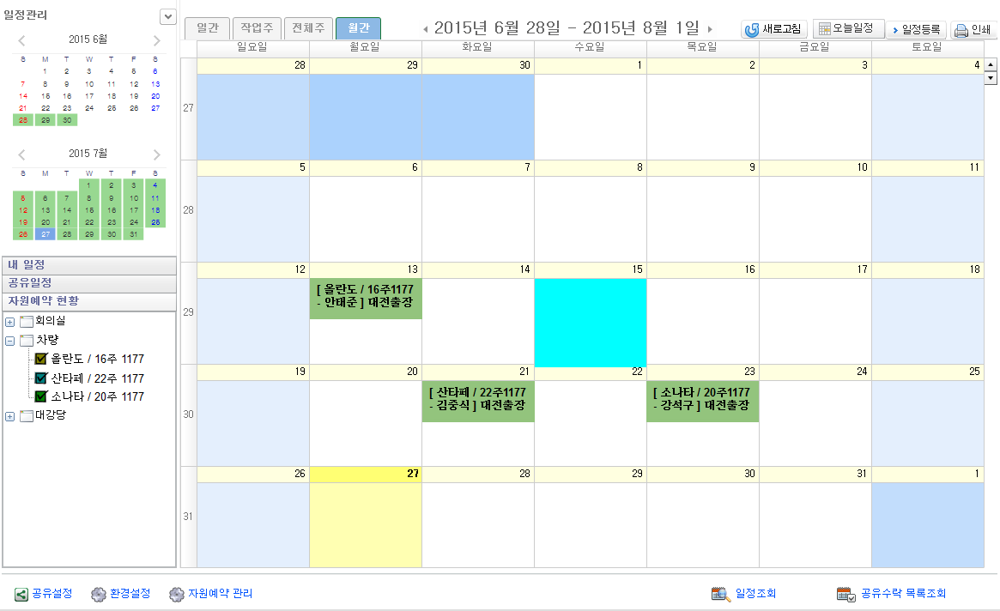 일정관리
2015 6월
S M T W T F S
1 2 3 4 5 6
7 8 9 10 11 12 13
14 15 16 17 18 19 20
21 22 23 24 25 26 27
28 29 30
2015 7월
S M T W T F S
1 2 3 4
5 6 7 8 9 10 11
12 13 14 15 16 17 18
19 20 21 22 23 24 25
26 27 28 29 30 31
내 일정
공유일정
자원예약 현황
회의실
차량
올란도 / 16주 1177
산타페 / 22주 1177
소나타 / 20주 1177
대강당
일간 작업주 전체주 월간
2015년 6월 28일 - 2015년 8월 1일
새로고침 오늘일정 일정등록 인쇄
일요일 월요일 화요일 수요일 목요일 금요일 토요일
28 29 30 1 2 3 4
27
5 6 7 8 9 10 11
28
12 13 14 15 16 17 18
29
[ 올란도 / 16주1177
- 안태준 ] 대전출장
19 20 21 22 23 24 25
30
[ 산타페 / 22주1177
- 김중식 ] 대전출장
[ 소나타 / 20주1177
- 강석구 ] 대전출장
26 27 28 29 30 31 1
31
공유설정 환경설정 자원예약 관리 일정조회 공유수락 목록조회